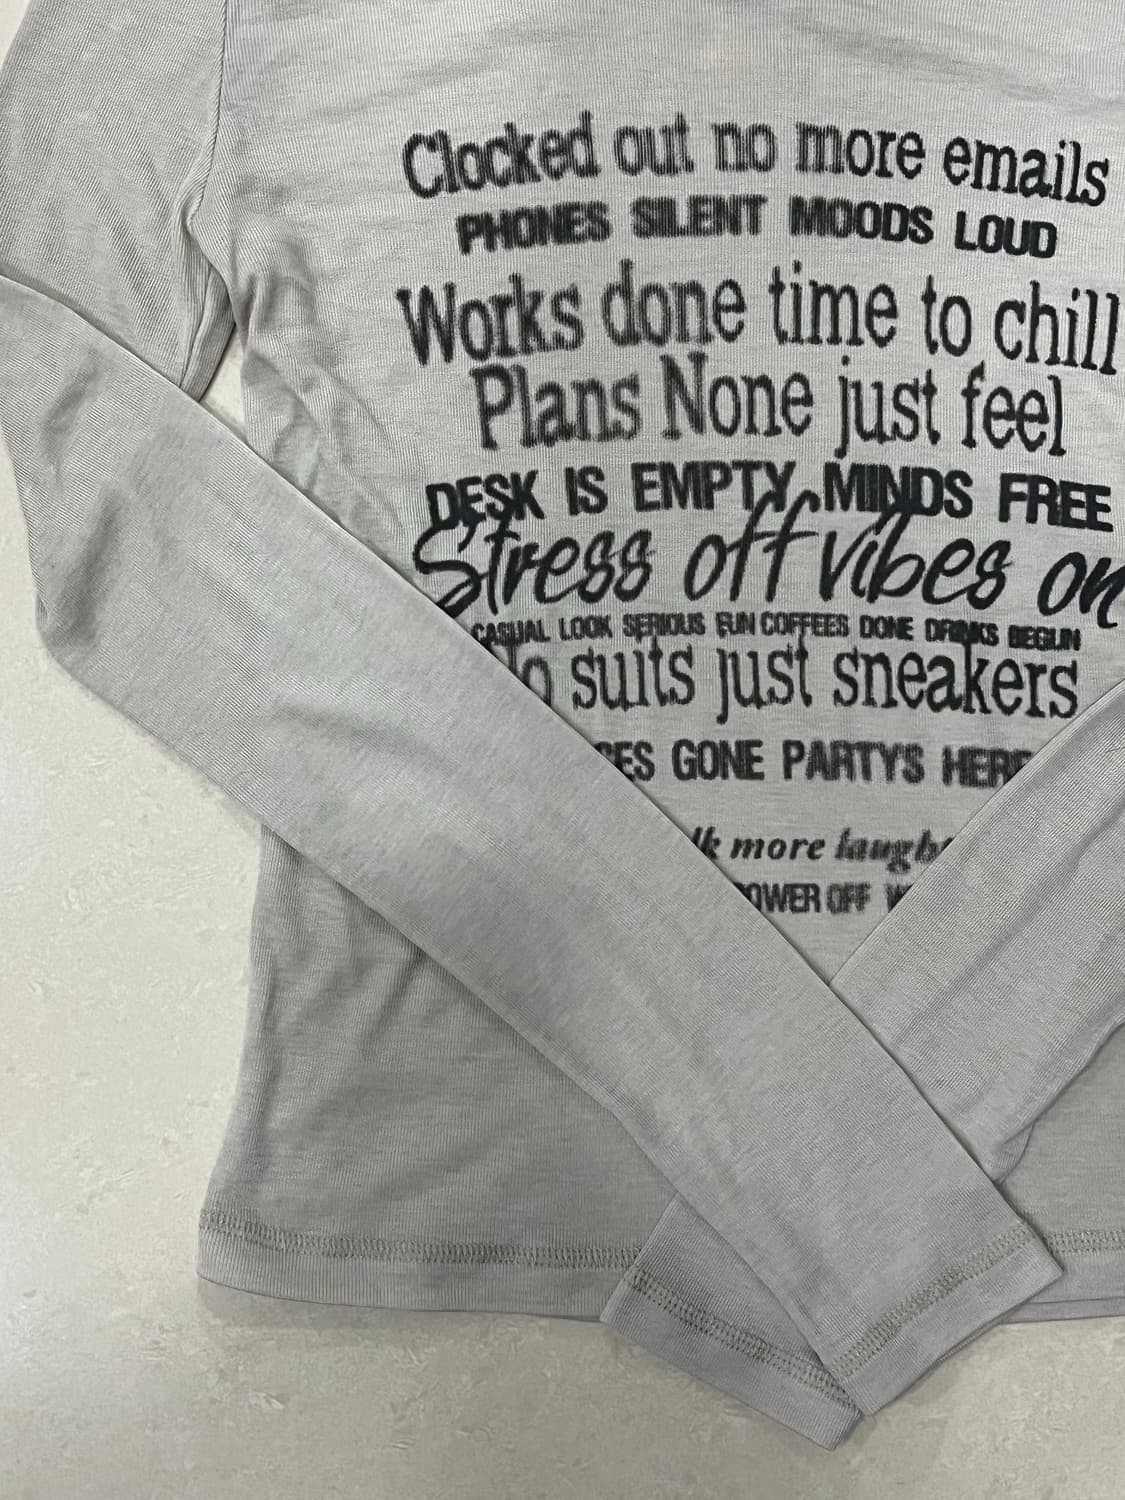 Clocked out no more emails
PHONES SILENT MOODS LOUD
Works done time to chill
Plans None just feel
DESK IS EMPTY MINDS FREE
Stress off vibes on
CASUAL LOOK SERIOUS FUN COFFEES DONE DRINKS BEGUN
suits just sneakers
GONE PARTYS HERE
more laugh
OFF